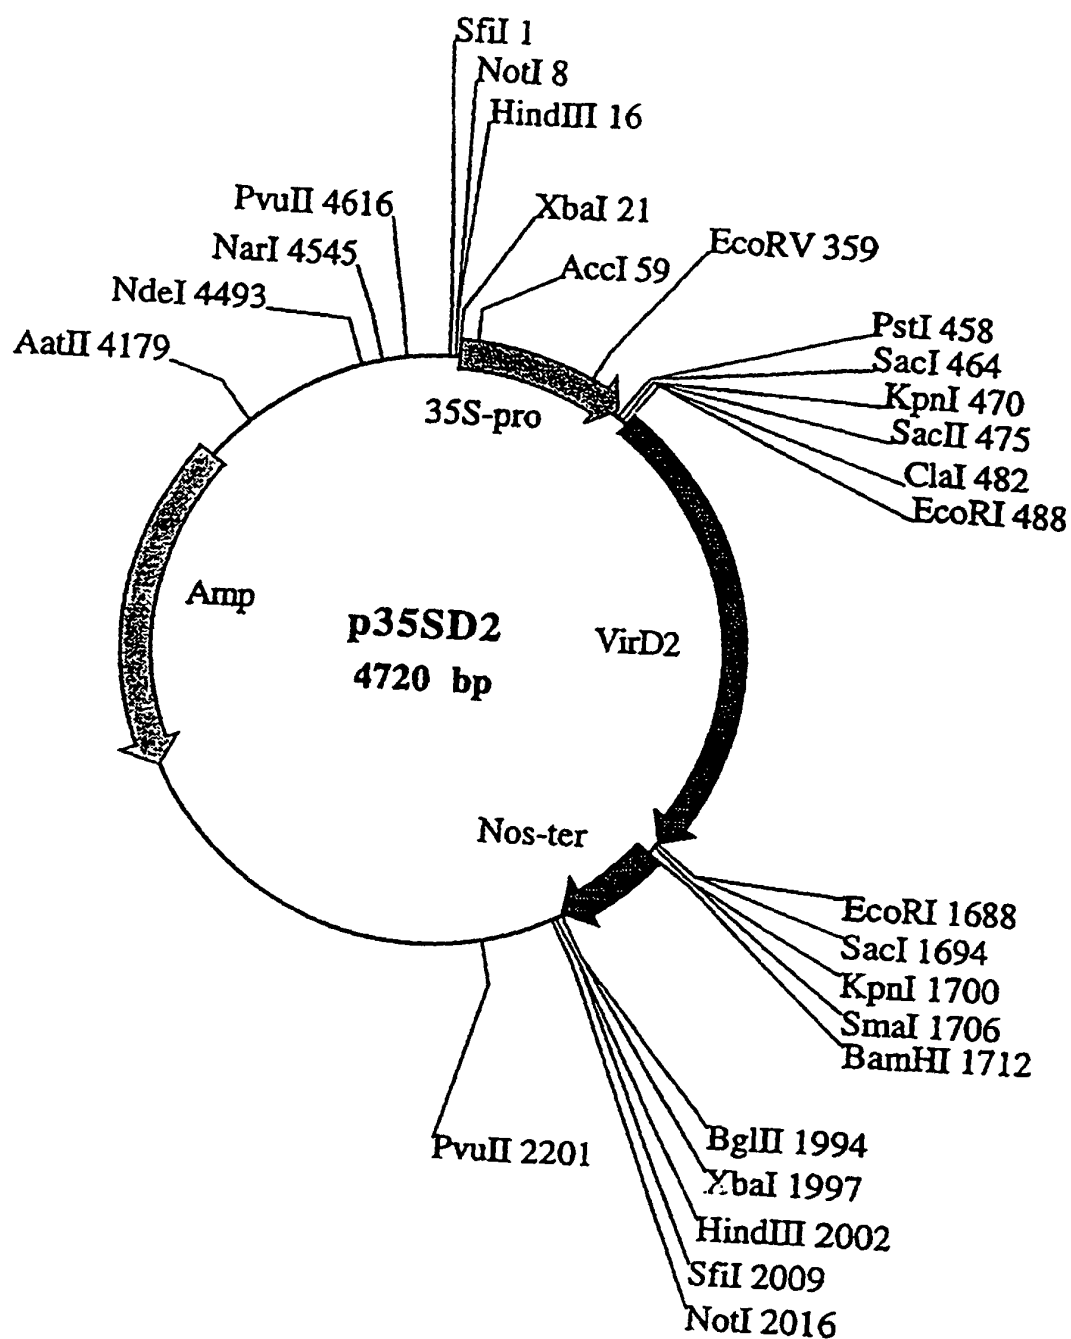 SfiI 1
NotI 8
HindIII 16
PvuII 4616
XbaI 21
NarI 4545
EcoRV 359
AccI 59
NdeI 4493
AatII 4179
PstI 458
SacI 464
KpnI 470
SacII 475
ClaI 482
EcoRI 488
35S-pro
Amp
p35SD2
4720 bp
VirD2
Nos-ter
EcoRI 1688
SacI 1694
KpnI 1700
SmaI 1706
BamHI 1712
PvuII 2201
BglII 1994
XbaI 1997
HindIII 2002
SfiI 2009
NotI 2016